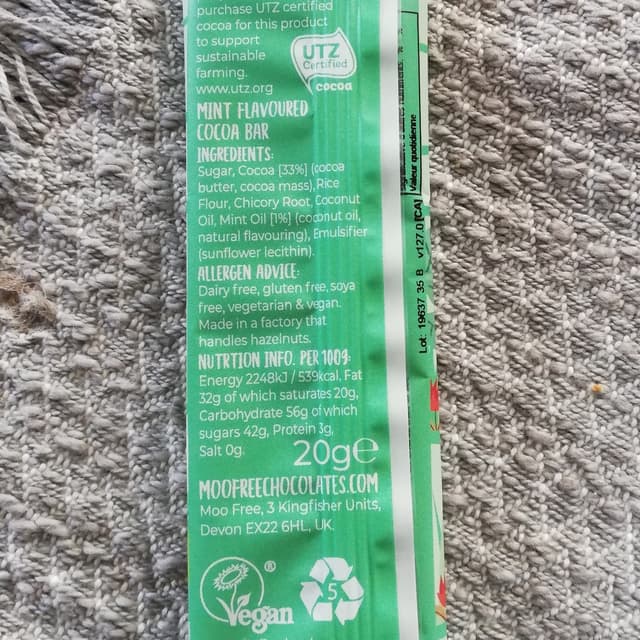 purchase UTZ certified
cocoa for this product
to support
sustainable
farming.
www.utz.org
UTZ
Certified
cocoa
MINT FLAVOURED
COCOA BAR
INGREDIENTS:
Sugar, Cocoa [33%] (cocoa
butter, cocoa mass), Rice
Flour, Chicory Root, Coconut
Oil, Mint Oil [1%] (coconut oil,
natural flavouring), Emulsifier
(sunflower lecithin).
ALLERGEN ADVICE:
Dairy free, gluten free, soya
free, vegetarian & vegan.
Made in a factory that
handles hazelnuts.
NUTRTION INFO. PER 100g:
Energy 2248kJ / 539kcal, Fat
32g of which saturates 20g,
Carbohydrate 56g of which
sugars 42g, Protein 3g,
Salt 0g.
20g℮
MOOFREECHOCOLATES.COM
Moo Free, 3 Kingfisher Units,
Devon EX22 6HL, UK.
Vegan
®
5
Valeur quotidienne
Lot: 19637 35 B v127.0 [CA]